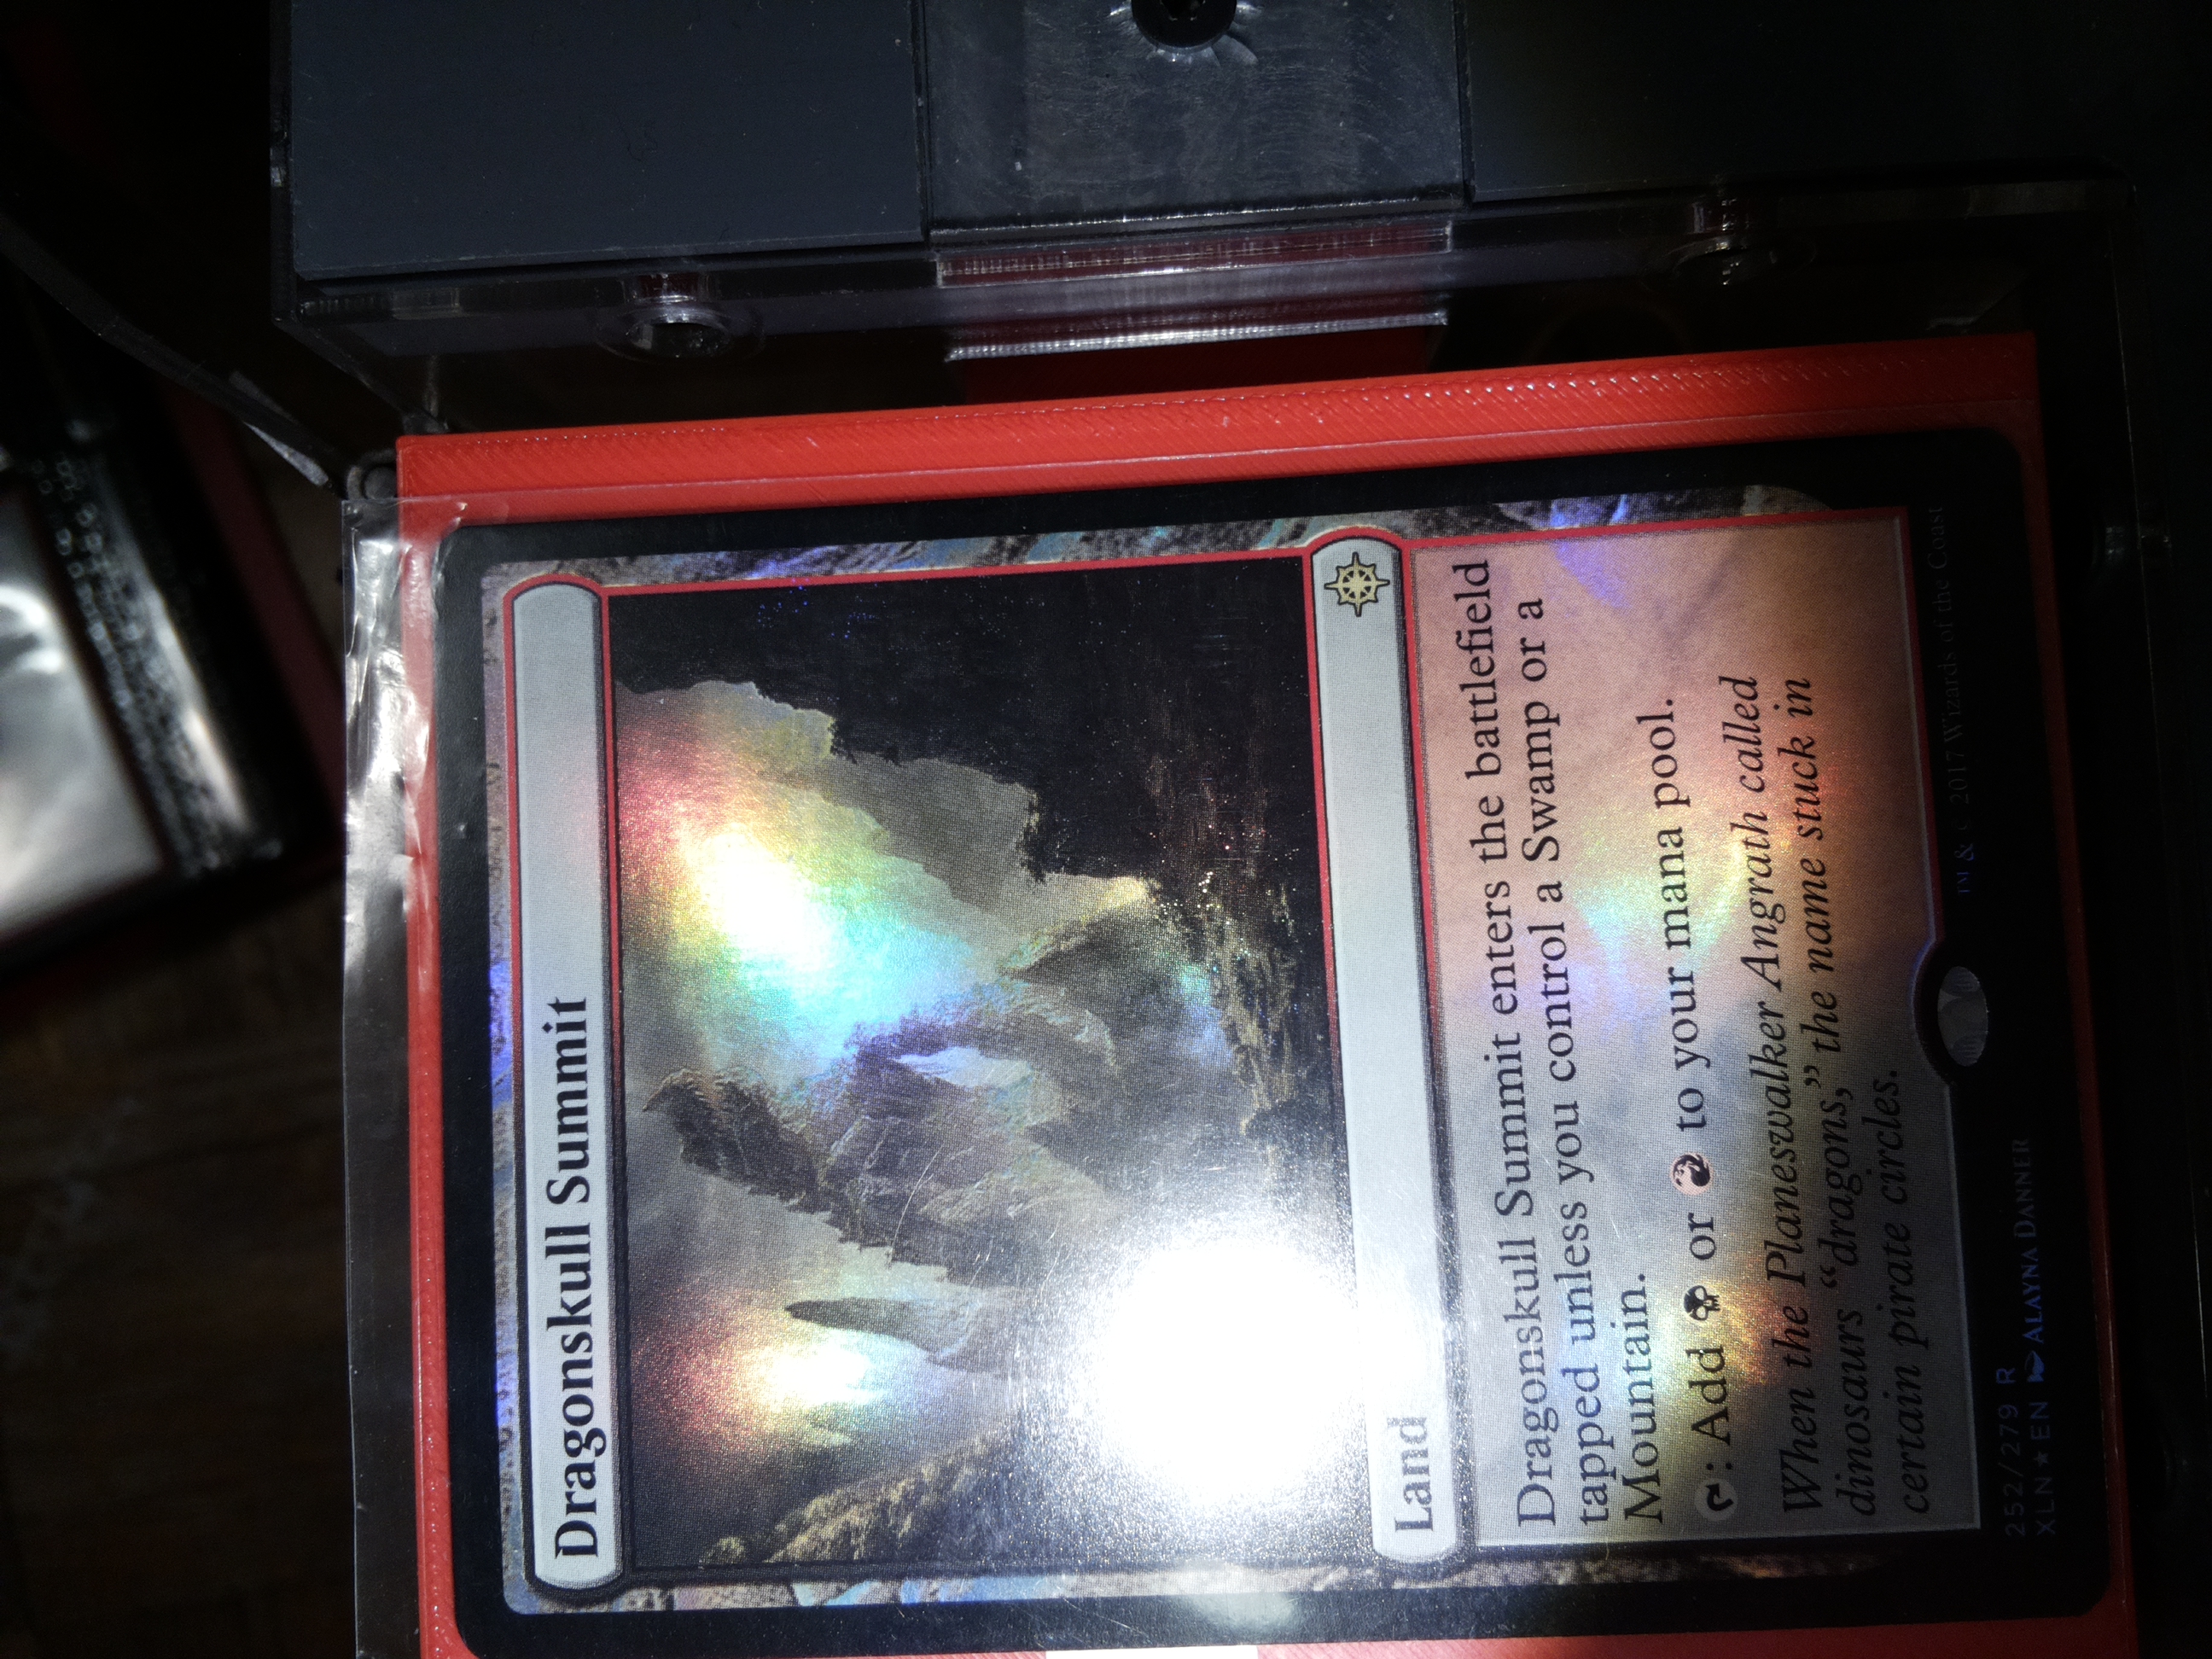 Dragonskull Summit
Land
Dragonskull Summit enters the battlefield
tapped unless you control a Swamp or a
Mountain.
: Add or to your mana pool.
When the Planeswalker Angrath called
dinosaurs “dragons,” the name stuck in
certain pirate circles.
252/279 R
XLN★EN ALAYNA DANNER
™ & © 2017 Wizards of the Coast